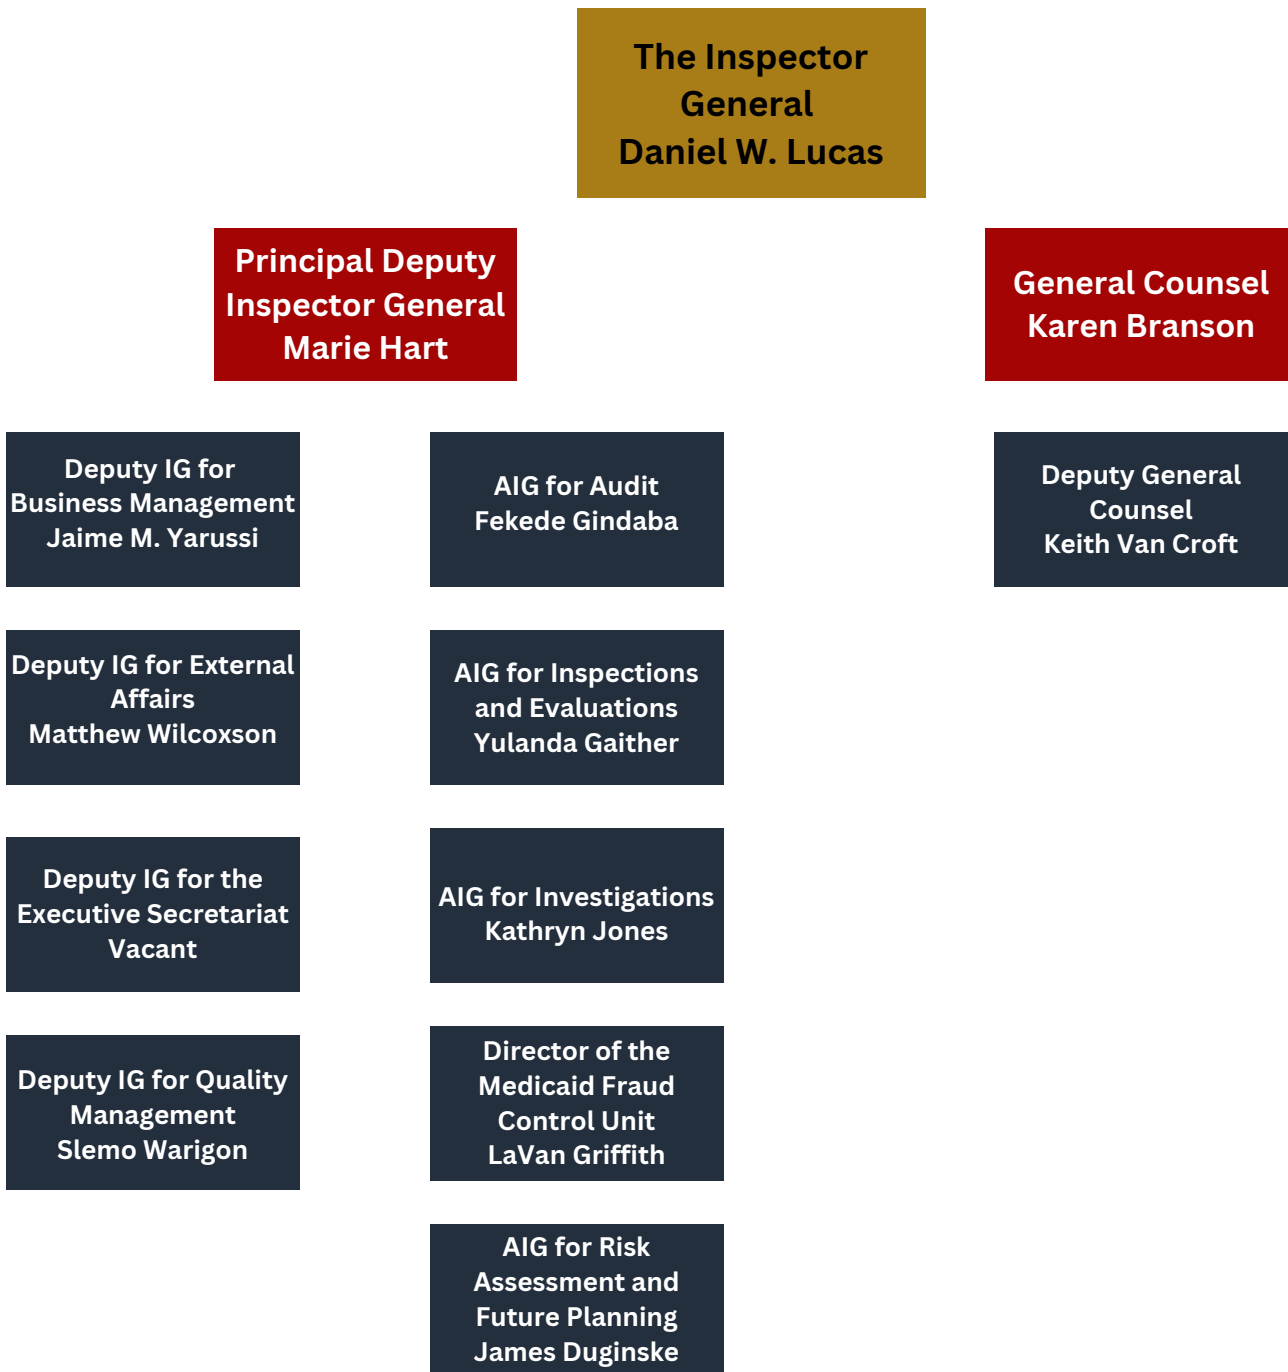 The Inspector
General
Daniel W. Lucas
Principal Deputy
Inspector General
Marie Hart
General Counsel
Karen Branson
Deputy IG for
Business Management
Jaime M. Yarussi
AIG for Audit
Fekede Gindaba
Deputy General
Counsel
Keith Van Croft
Deputy IG for External
Affairs
Matthew Wilcoxson
AIG for Inspections
and Evaluations
Yulanda Gaither
Deputy IG for the
Executive Secretariat
Vacant
AIG for Investigations
Kathryn Jones
Deputy IG for Quality
Management
Slemo Warigon
Director of the
Medicaid Fraud
Control Unit
LaVan Griffith
AIG for Risk
Assessment and
Future Planning
James Duginske